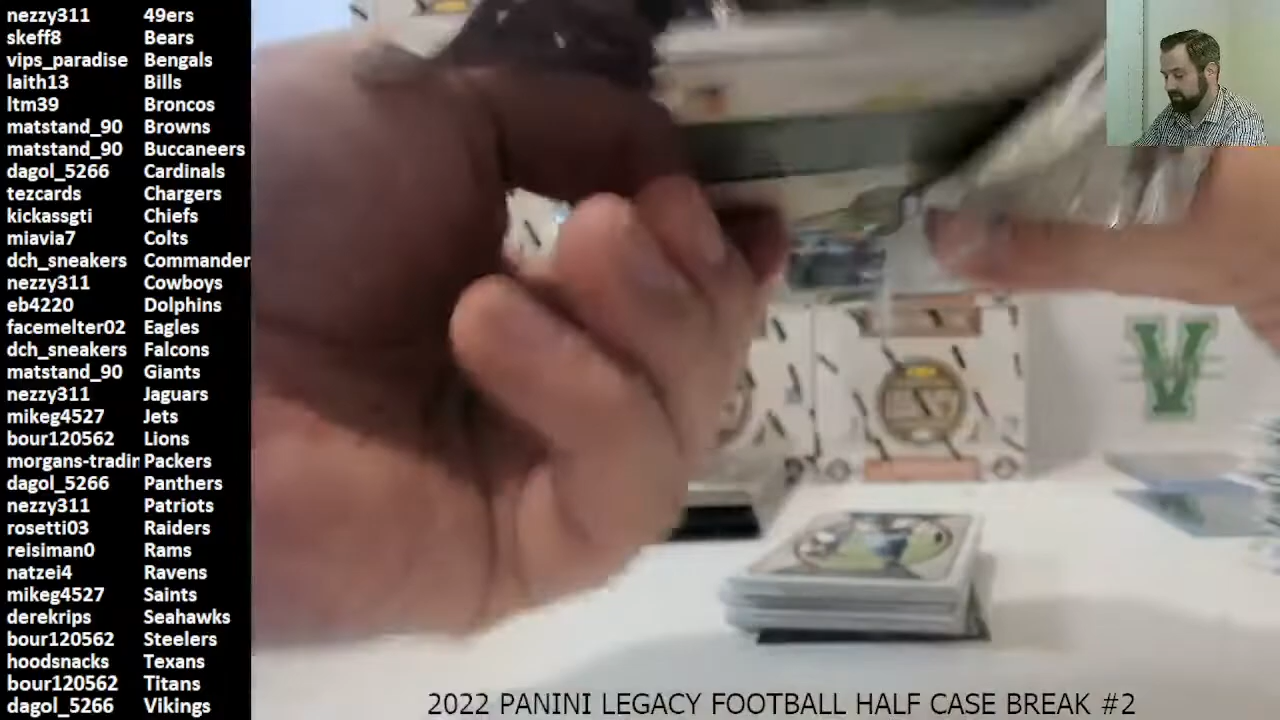 nezzy311 49ers
skeff8 Bears
vips_paradise Bengals
laith13 Bills
ltm39 Broncos
matstand_90 Browns
matstand_90 Buccaneers
dagol_5266 Cardinals
tezcards Chargers
kickassgti Chiefs
miavia7 Colts
dch_sneakers Commander
nezzy311 Cowboys
eb4220 Dolphins
facemelter02 Eagles
dch_sneakers Falcons
matstand_90 Giants
nezzy311 Jaguars
mikeg4527 Jets
bour120562 Lions
morgans-tradin Packers
dagol_5266 Panthers
nezzy311 Patriots
rosetti03 Raiders
reisiman0 Rams
natzei4 Ravens
mikeg4527 Saints
derekrips Seahawks
bour120562 Steelers
hoodsnacks Texans
bour120562 Titans
dagol_5266 Vikings
V
2022 PANINI LEGACY FOOTBALL HALF CASE BREAK #2